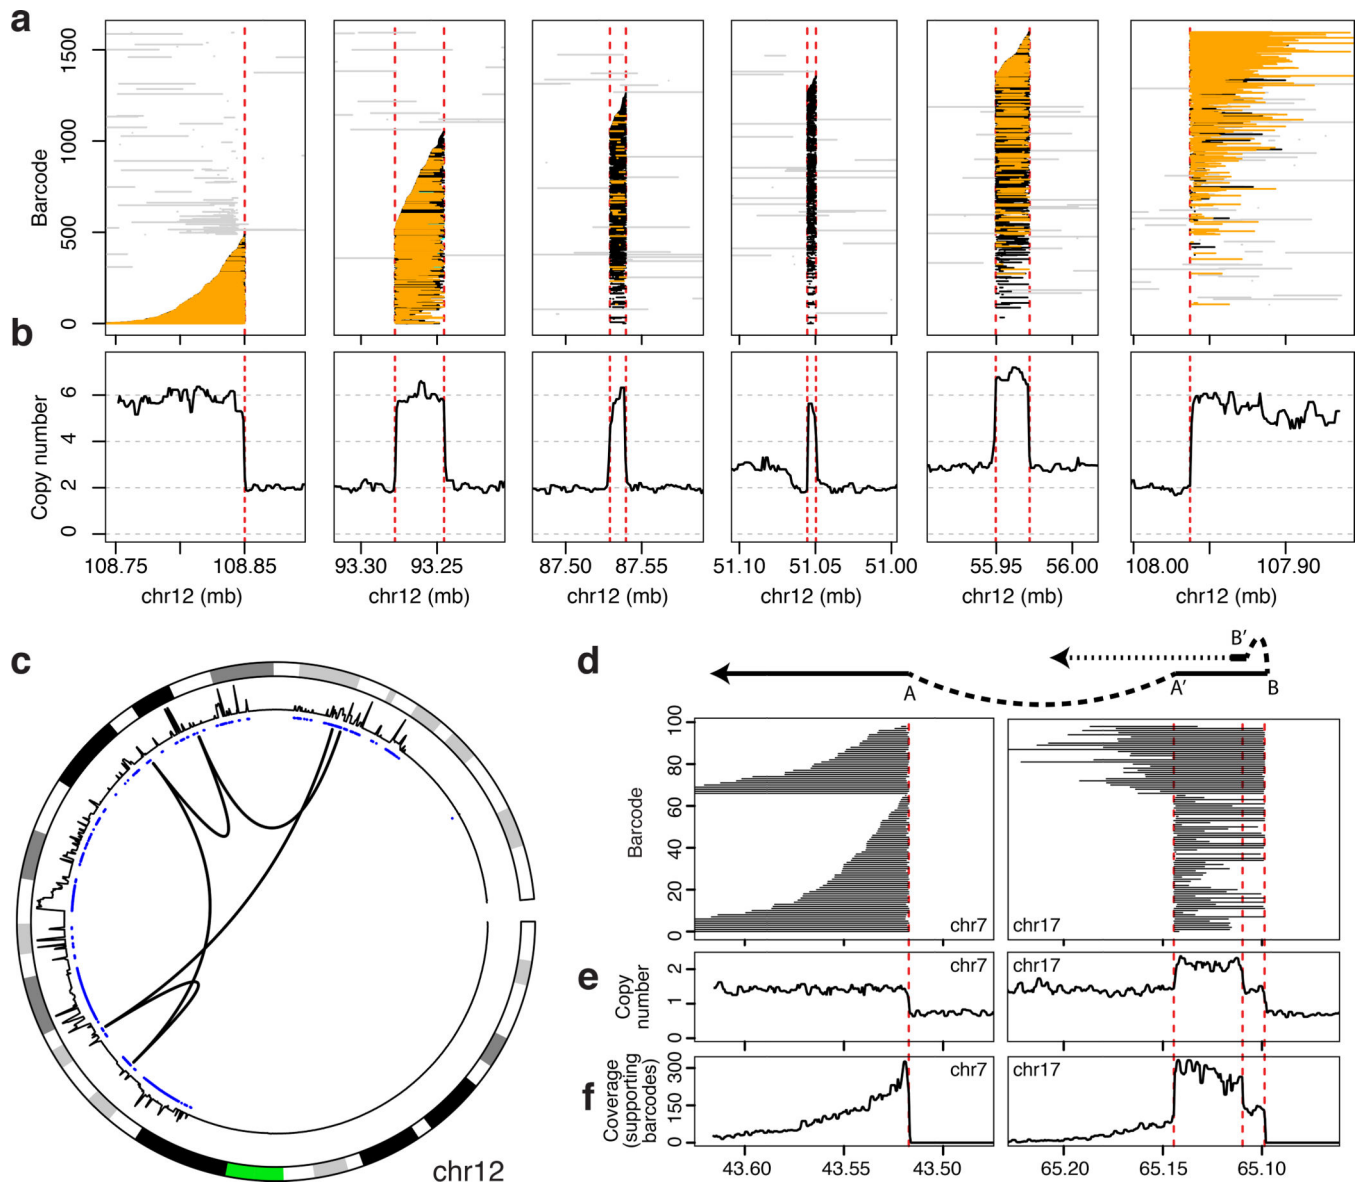 a
Barcode
1500
1000
500
0
b
Copy number
6
4
2
0
108.75 108.85
93.30 93.25
87.50 87.55
51.10 51.05 51.00
55.95 56.00
108.00 107.90
chr12 (mb) chr12 (mb) chr12 (mb) chr12 (mb) chr12 (mb) chr12 (mb)
c
chr12
d
B′
A A′ B
Barcode
100
80
60
40
20
0
chr7 chr17
e
Copy number
2
1
0
chr7 chr17
f
Coverage (supporting barcodes)
300
150
0
chr7 chr17
43.60 43.55 43.50 65.20 65.15 65.10